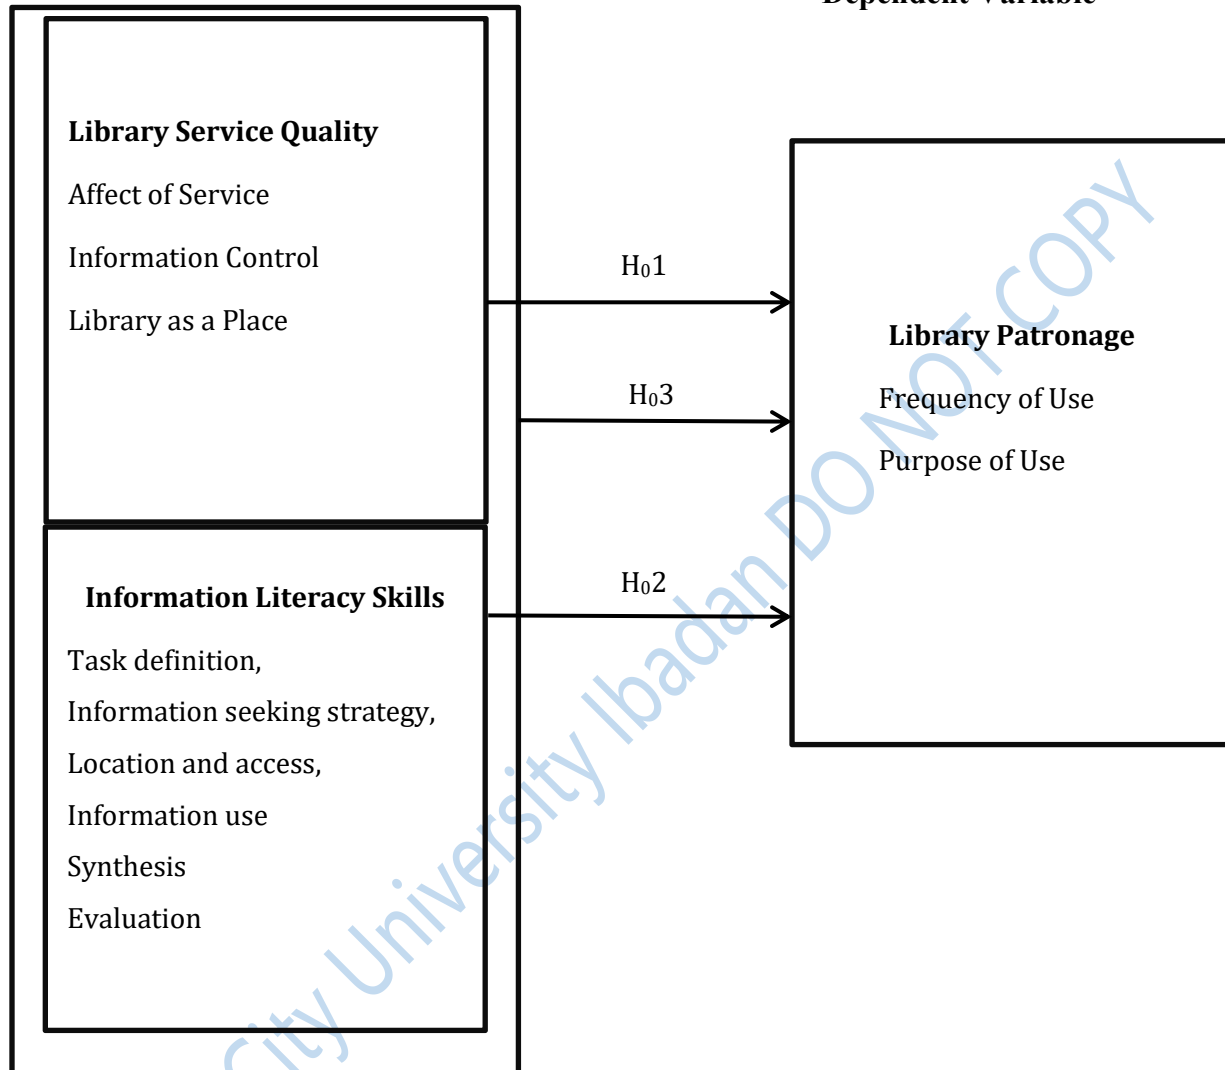 Dependent Variable
Library Service Quality
Affect of Service
Information Control
Library as a Place
H₀1
H₀3
H₀2
Library Patronage
Frequency of Use
Purpose of Use
Information Literacy Skills
Task definition,
Information seeking strategy,
Location and access,
Information use
Synthesis
Evaluation
City University Ibadan DO NOT COPY